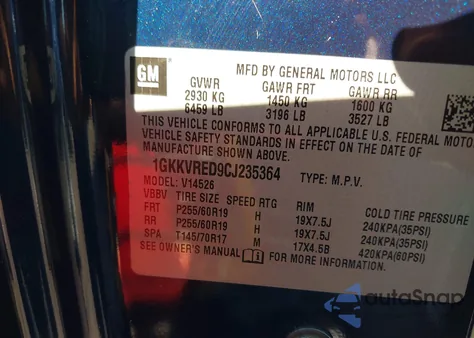 GM
MFD BY GENERAL MOTORS LLC
GVWR GAWR FRT GAWR RR
2930 KG 1450 KG 1600 KG
6459 LB 3196 LB 3527 LB
THIS VEHICLE CONFORMS TO ALL APPLICABLE U.S. FEDERAL MOTOR
VEHICLE SAFETY STANDARDS IN EFFECT ON THE DATE OF
MANUFACTURE SHOWN ABOVE.
1GKKVRED9CJ235364 TYPE: M.P.V.
MODEL: V14526
VBBV TIRE SIZE SPEED RTG RIM COLD TIRE PRESSURE
FRT P255/60R19 H 19X7.5J 240KPA(35PSI)
RR P255/60R19 H 19X7.5J 240KPA(35PSI)
SPA T145/70R17 M 17X4.5B 420KPA(60PSI)
SEE OWNER'S MANUAL FOR MORE INFORMATION.
autoSnap